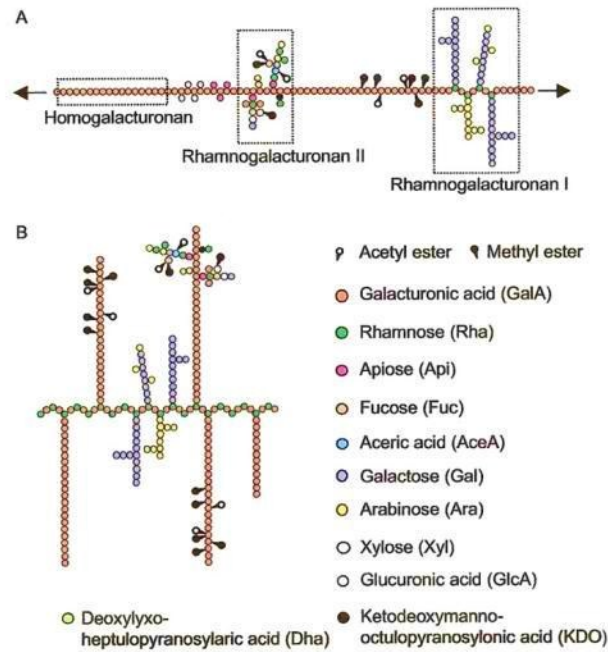 A
Homogalacturonan
Rhamnogalacturonan II
Rhamnogalacturonan I
B
Acetyl ester
Methyl ester
Galacturonic acid (GalA)
Rhamnose (Rha)
Apiose (Api)
Fucose (Fuc)
Aceric acid (AceA)
Galactose (Gal)
Arabinose (Ara)
Xylose (Xyl)
Glucuronic acid (GlcA)
Deoxylyxo-
heptulopyranosylaric acid (Dha)
Ketodeoxymanno-
octulopyranosylonic acid (KDO)